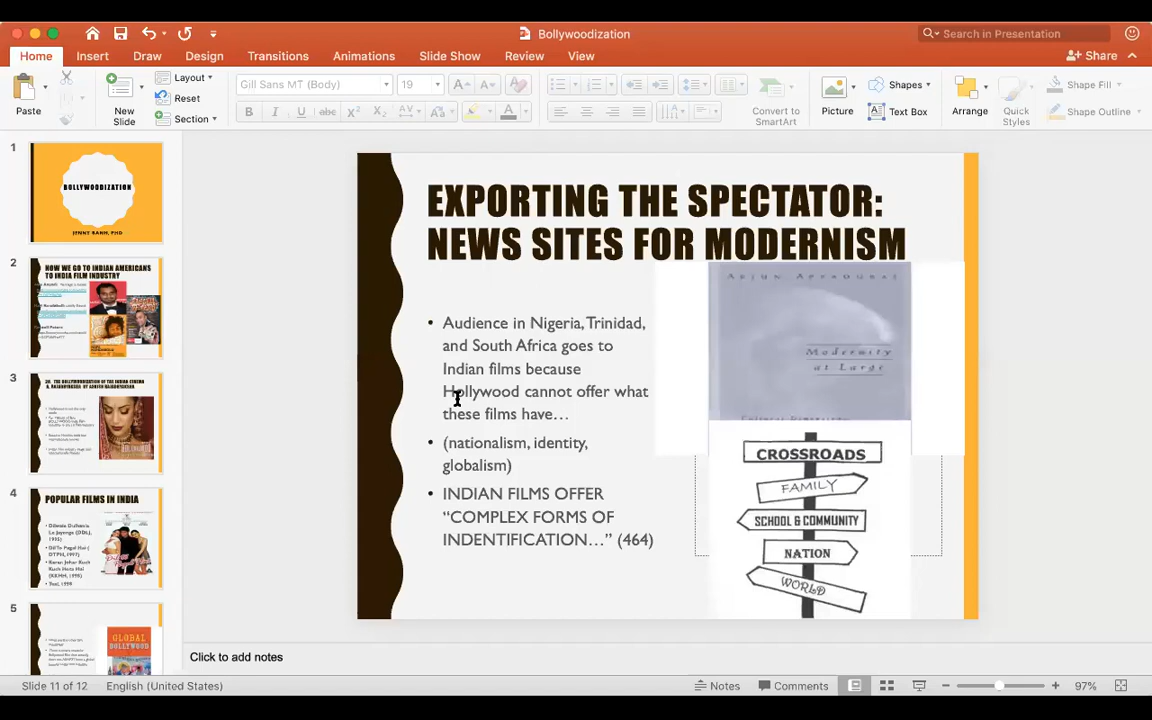 Bollywoodization
Search in Presentation
Home Insert Draw Design Transitions Animations Slide Show Review View
Share
Paste
New
Slide
Layout
Reset
Section
Gill Sans MT (Body) 19
Convert to
SmartArt
Picture
Shapes
Text Box
Arrange
Quick
Styles
Shape Fill
Shape Outline
1
BOLLYWOODIZATION
JENNY BANH, PHD
2
HOW WE GO TO INDIAN AMERICANS
TO INDIA FILM INDUSTRY
3
4
POPULAR FILMS IN INDIA
5
GLOBAL
BOLLYWOOD
EXPORTING THE SPECTATOR:
NEWS SITES FOR MODERNISM
• Audience in Nigeria, Trinidad,
and South Africa goes to
Indian films because
Hollywood cannot offer what
these films have…
• (nationalism, identity,
globalism)
• INDIAN FILMS OFFER
“COMPLEX FORMS OF
INDENTIFICATION…” (464)
ARJUN APPADURAI
Modernity
at Large
CROSSROADS
FAMILY
SCHOOL & COMMUNITY
NATION
WORLD
Click to add notes
Slide 11 of 12 English (United States)
Notes Comments 97%